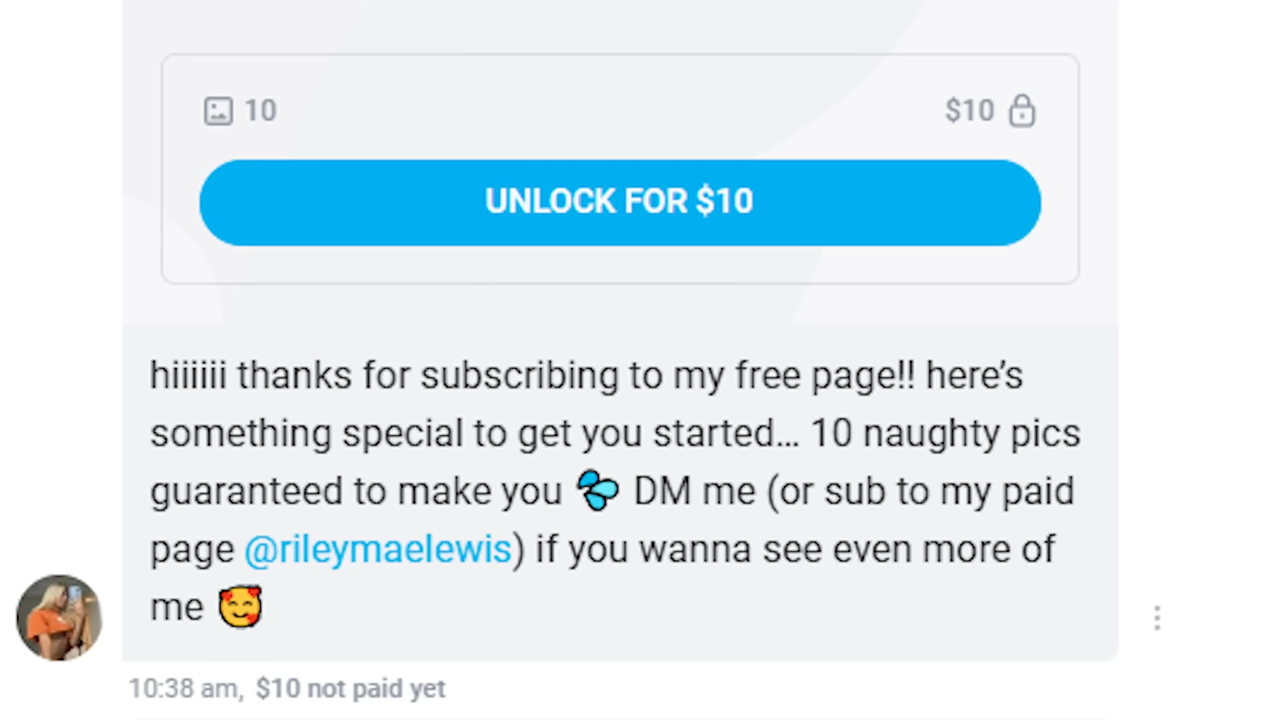 10
$10
UNLOCK FOR $10
hiiiiiii thanks for subscribing to my free page!! here’s
something special to get you started... 10 naughty pics
guaranteed to make you 💦 DM me (or sub to my paid
page @rileymaelewis) if you wanna see even more of
me 🥰
10:38 am, $10 not paid yet